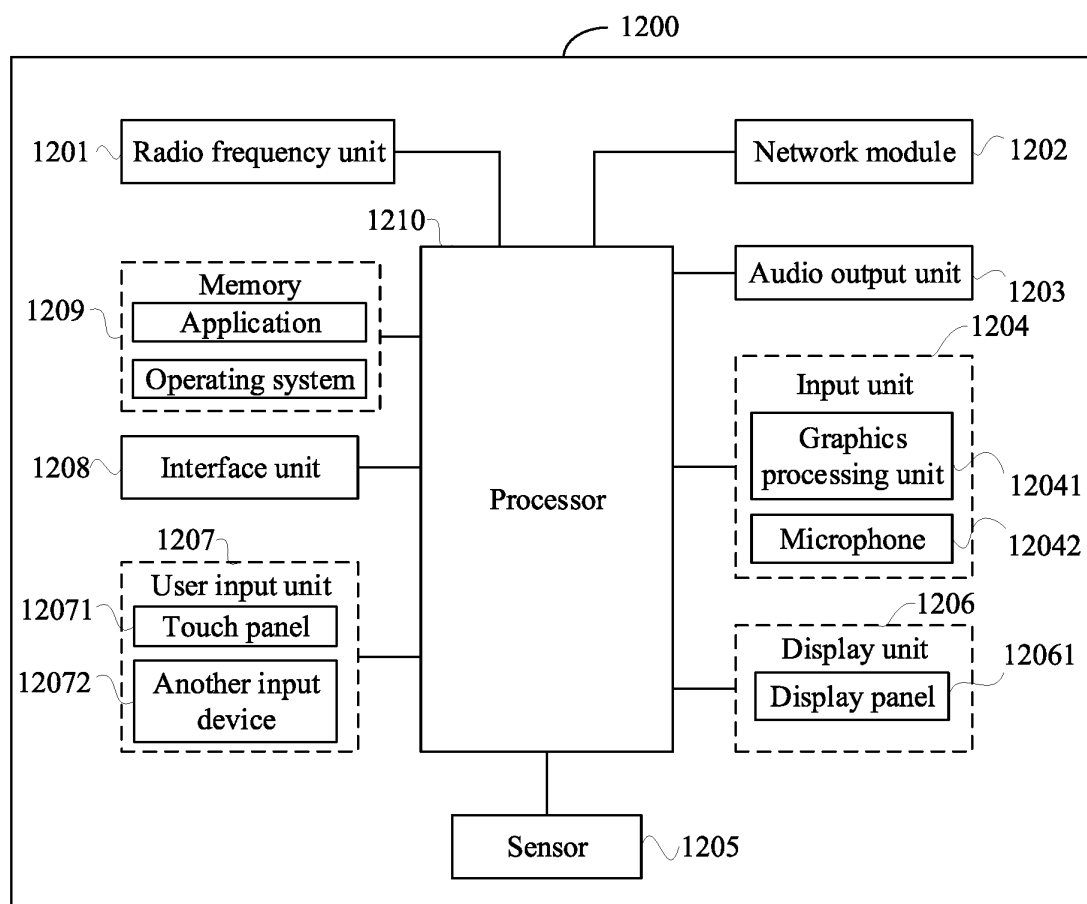 1200
1201
Radio frequency unit
Network module
1202
1210
Memory
1209
Application
Operating system
Audio output unit
1203
1204
Input unit
Graphics
processing unit
12041
Microphone
12042
1208
Interface unit
Processor
1207
User input unit
12071
Touch panel
12072
Another input
device
1206
Display unit
12061
Display panel
Sensor
1205